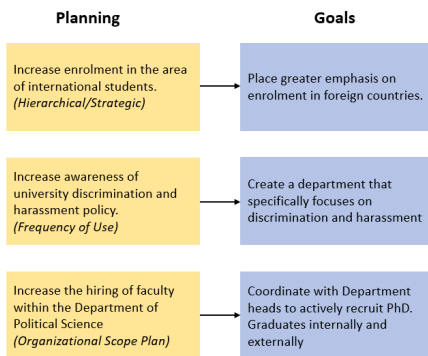 Planning
Goals
Increase enrolment in the area
of international students.
(Hierarchical/Strategic)
Place greater emphasis on
enrolment in foreign countries.
Increase awareness of
university discrimination and
harassment policy.
(Frequency of Use)
Create a department that
specifically focuses on
discrimination and harassment
Increase the hiring of faculty
within the Department of
Political Science
(Organizational Scope Plan)
Coordinate with Department
heads to actively recruit PhD.
Graduates internally and
externally